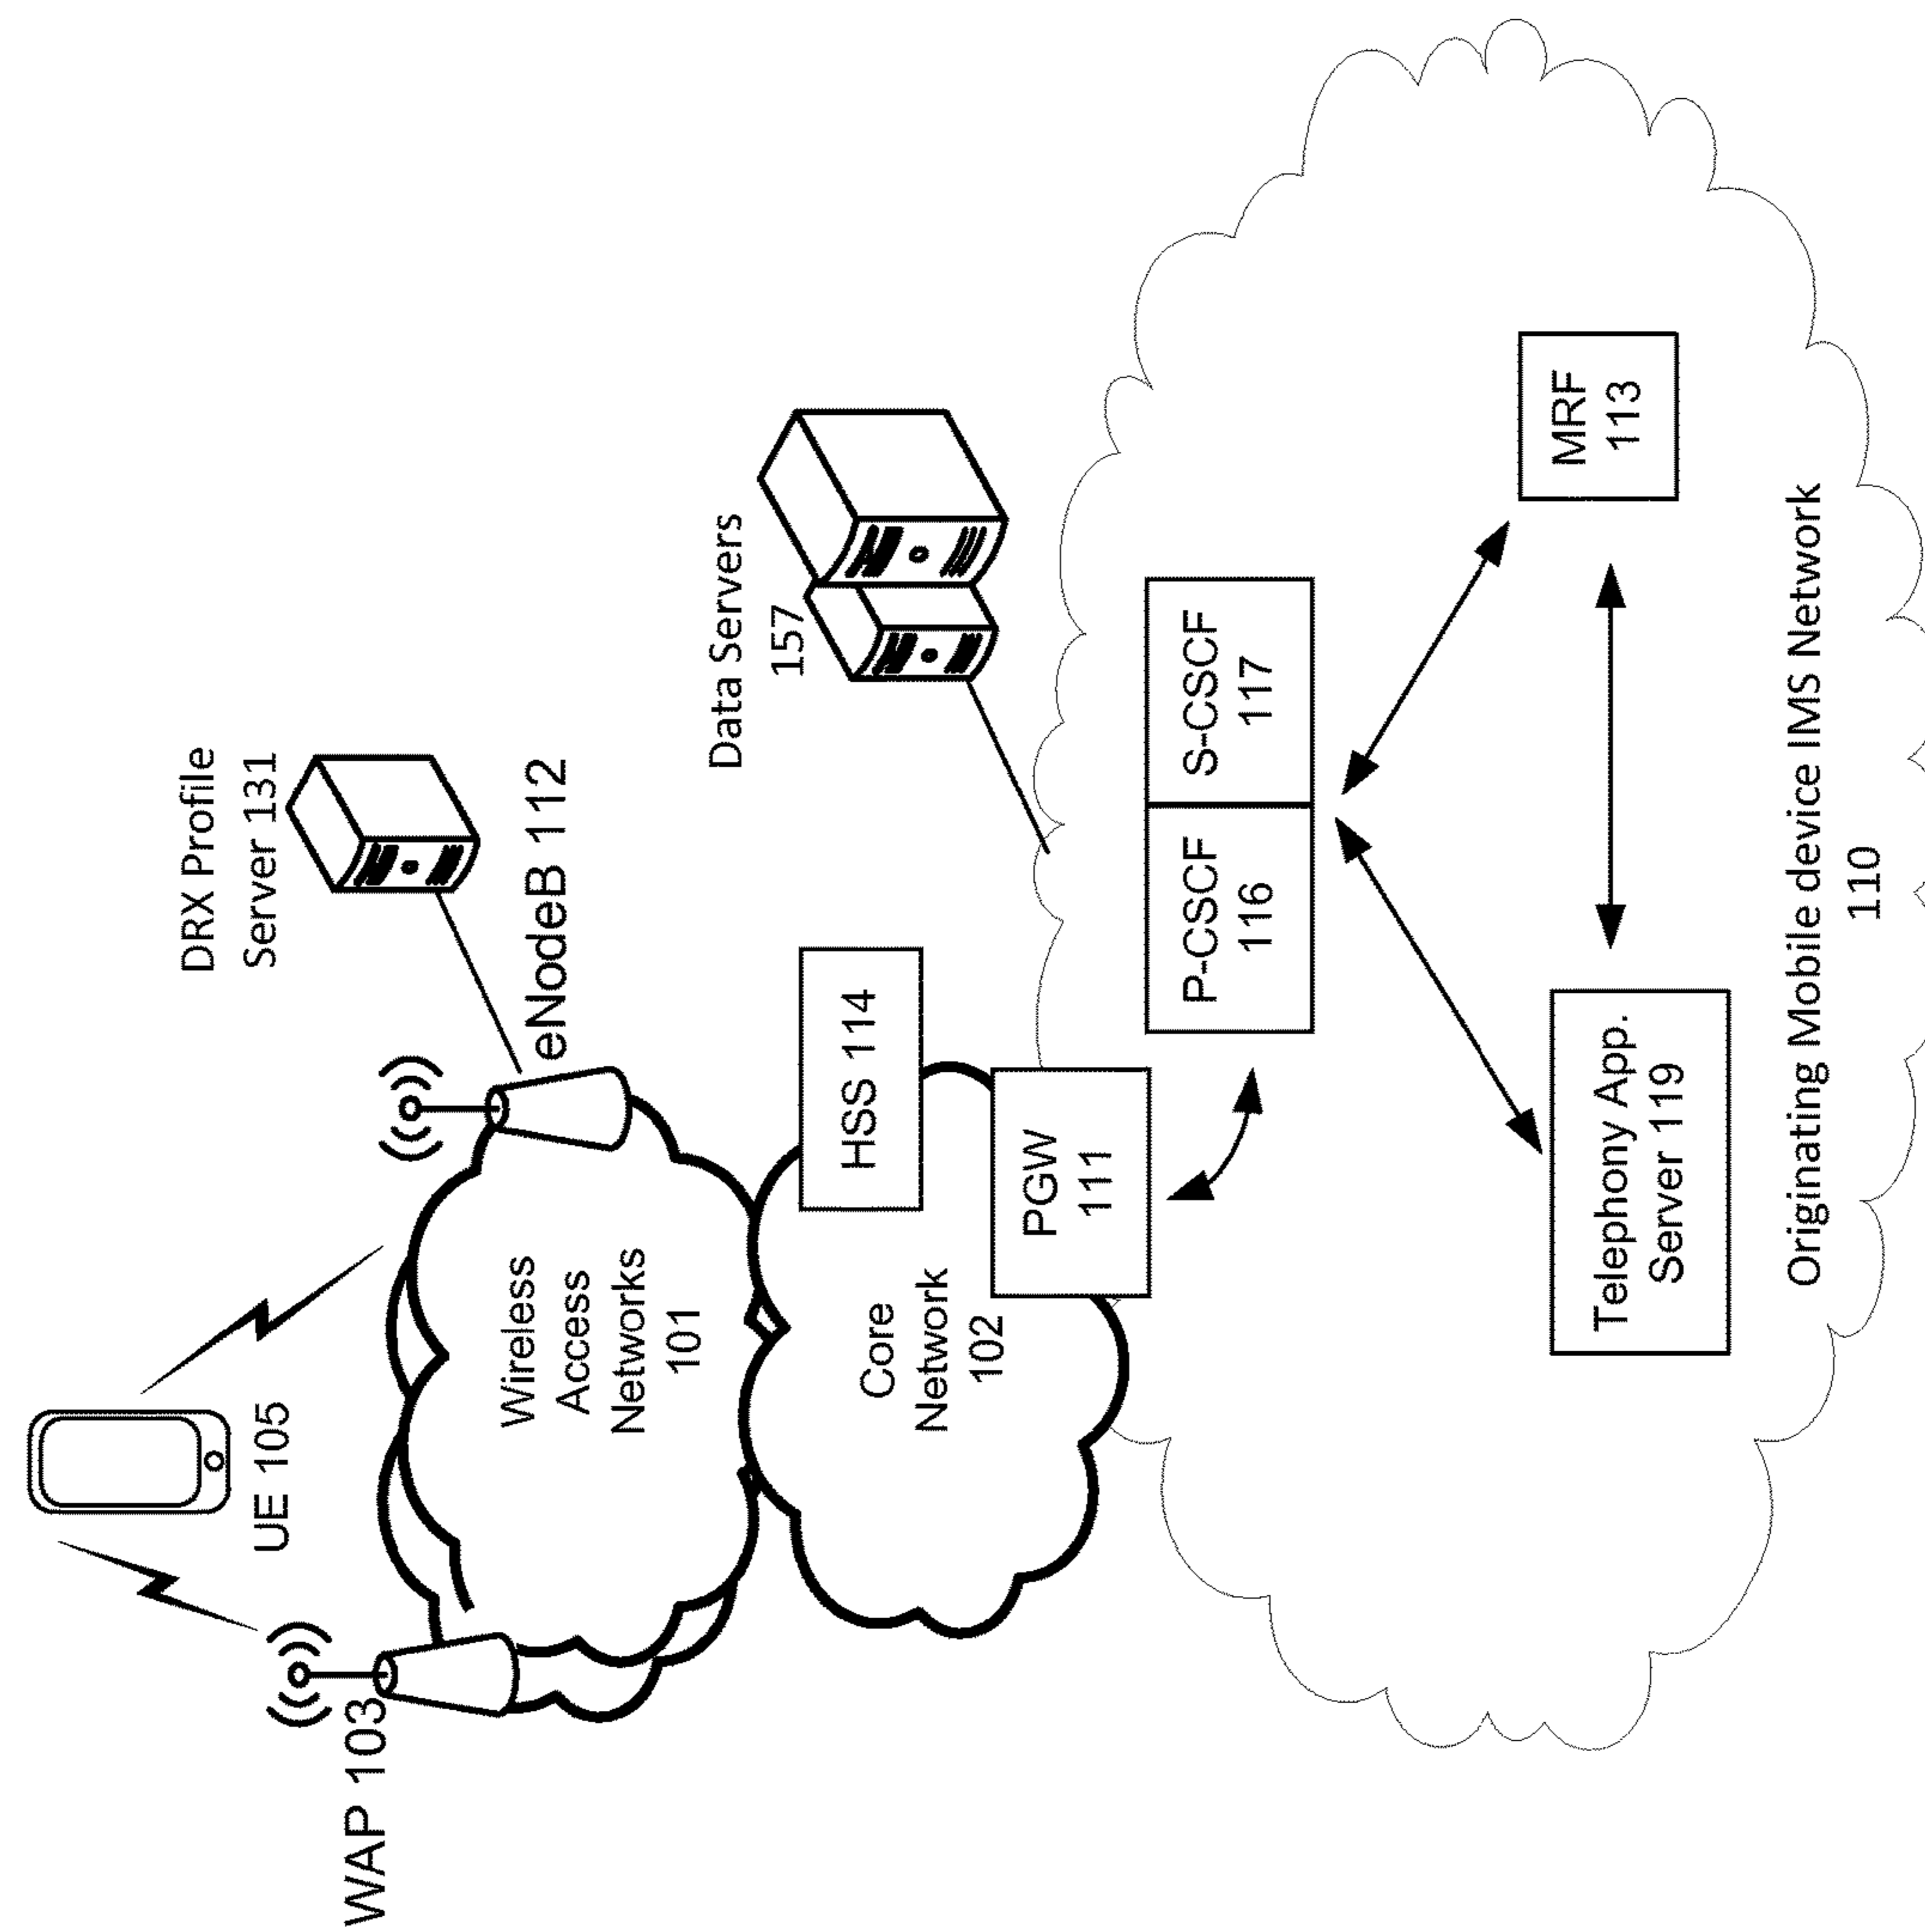 UE 105
WAP 103
DRX Profile
Server 131
eNodeB 112
Wireless
Access
Networks
101
Data Servers
157
HSS 114
Core
Network
102
PGW
111
P-CSCF
116
S-CSCF
117
MRF
113
Telephony App.
Server 119
Originating Mobile device IMS Network
110